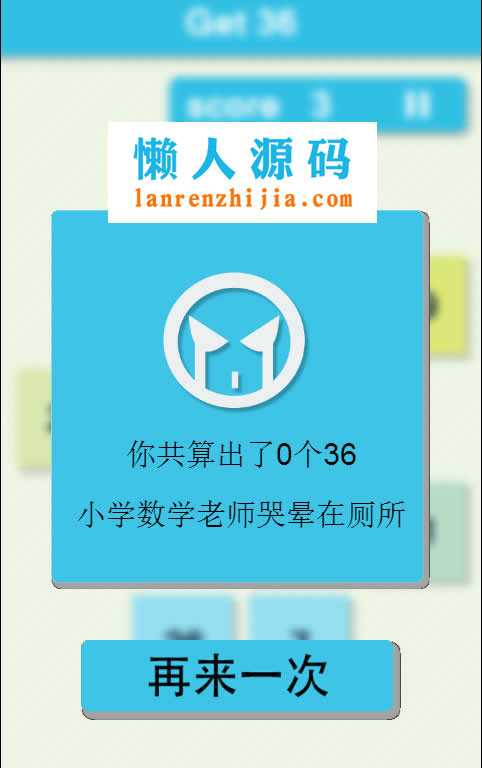 Get 36
score 3
懒人源码
lanrenzhijia.com
你共算出了0个36
小学数学老师哭晕在厕所
再来一次